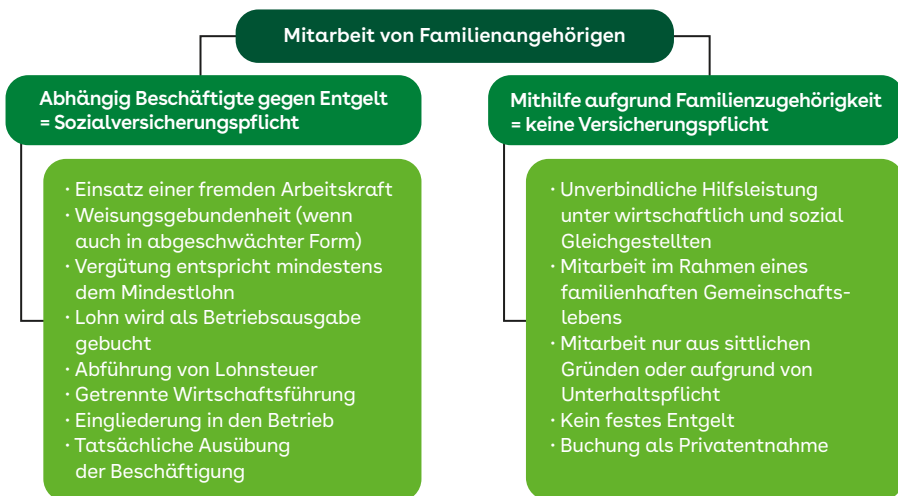 Mitarbeit von Familienangehörigen
Abhängig Beschäftigte gegen Entgelt
= Sozialversicherungspflicht
· Einsatz einer fremden Arbeitskraft
· Weisungsgebundenheit (wenn
auch in abgeschwächter Form)
· Vergütung entspricht mindestens
dem Mindestlohn
· Lohn wird als Betriebsausgabe
gebucht
· Abführung von Lohnsteuer
· Getrennte Wirtschaftsführung
· Eingliederung in den Betrieb
· Tatsächliche Ausübung
der Beschäftigung
Mithilfe aufgrund Familienzugehörigkeit
= keine Versicherungspflicht
· Unverbindliche Hilfsleistung
unter wirtschaftlich und sozial
Gleichgestellten
· Mitarbeit im Rahmen eines
familienhaften Gemeinschafts-
lebens
· Mitarbeit nur aus sittlichen
Gründen oder aufgrund von
Unterhaltspflicht
· Kein festes Entgelt
· Buchung als Privatentnahme